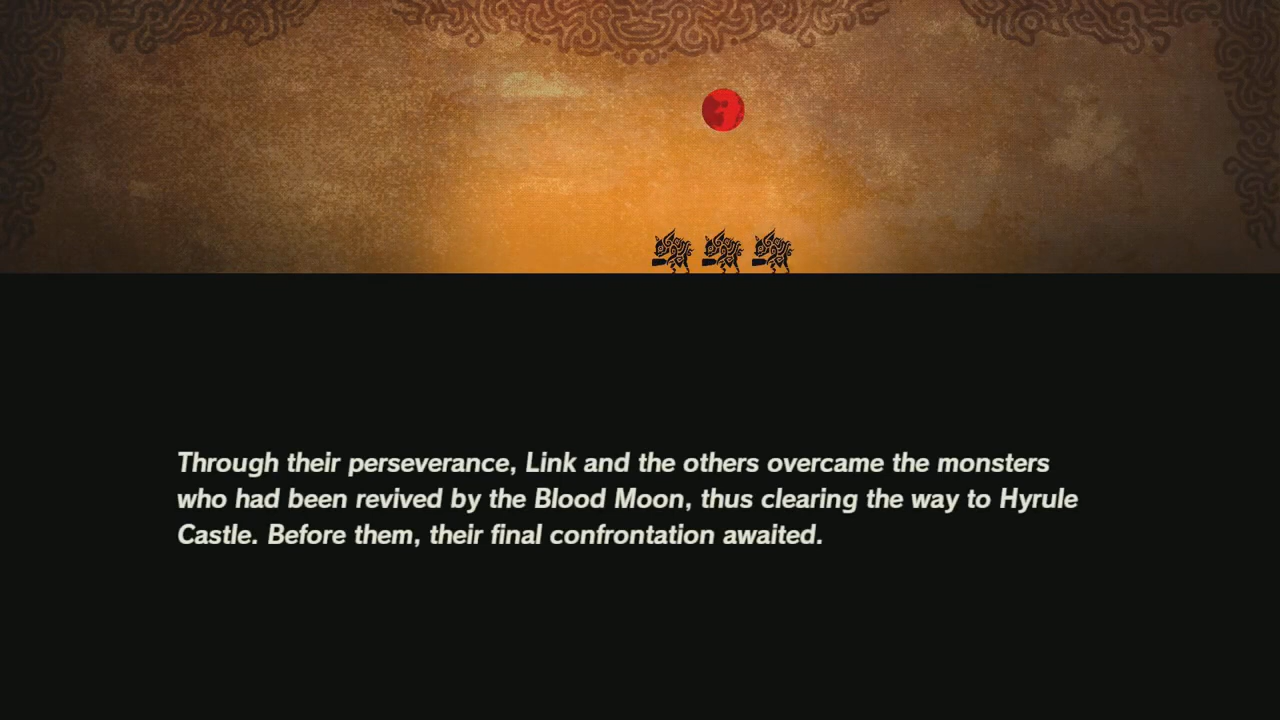 Through their perseverance, Link and the others overcame the monsters
who had been revived by the Blood Moon, thus clearing the way to Hyrule
Castle. Before them, their final confrontation awaited.